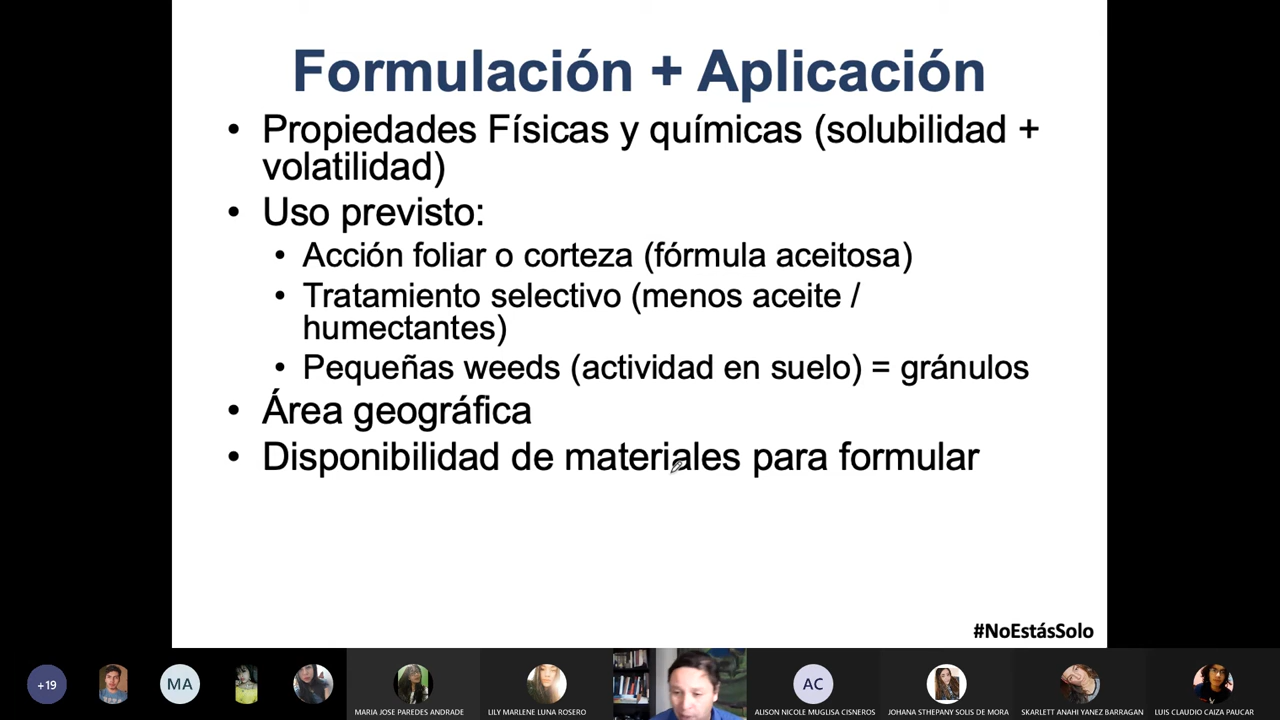 Formulación + Aplicación
• Propiedades Físicas y químicas (solubilidad +
volatilidad)
• Uso previsto:
• Acción foliar o corteza (fórmula aceitosa)
• Tratamiento selectivo (menos aceite /
humectantes)
• Pequeñas weeds (actividad en suelo) = gránulos
• Área geográfica
• Disponibilidad de materiales para formular
#NoEstásSolo
+19
MA
AC
MARIA JOSE PAREDES ANDRADE
LILY MARLENE LUNA ROSERO
ALISON NICOLE MUGLISA CISNEROS
JOHANA STHEPANY SOLIS DE MORA
SKARLETT ANAHI YANEZ BARRAGAN
LUIS CLAUDIO CAIZA PAUCAR